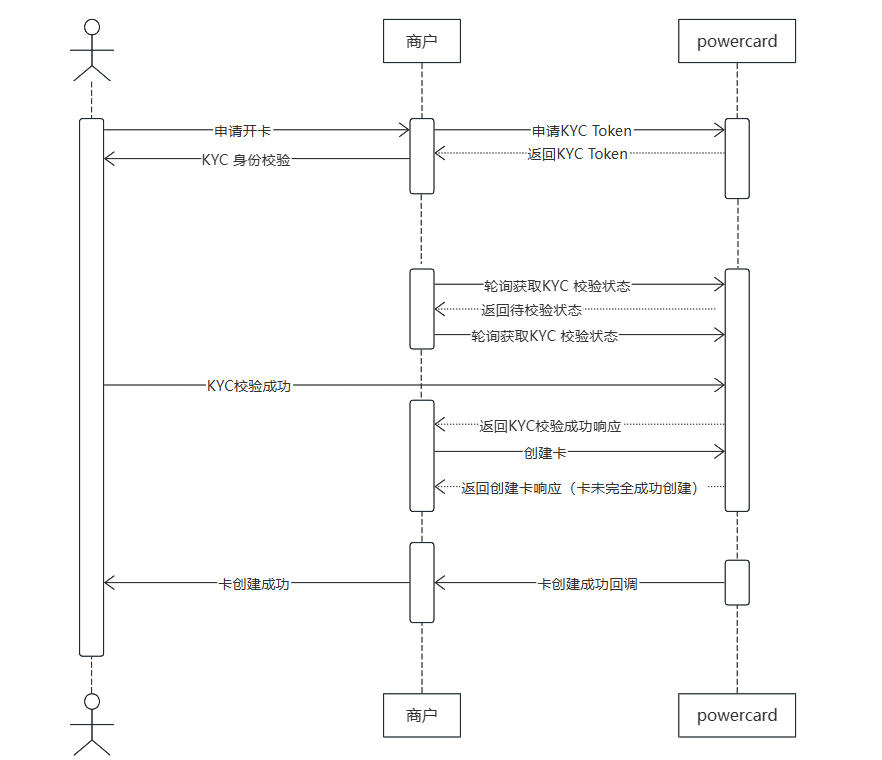 商户
powercard
申请开卡
申请KYC Token
返回KYC Token
KYC 身份校验
轮询获取KYC 校验状态
返回待校验状态
轮询获取KYC 校验状态
KYC校验成功
返回KYC校验成功响应
创建卡
返回创建卡响应（卡未完全成功创建）
卡创建成功
卡创建成功回调
商户
powercard